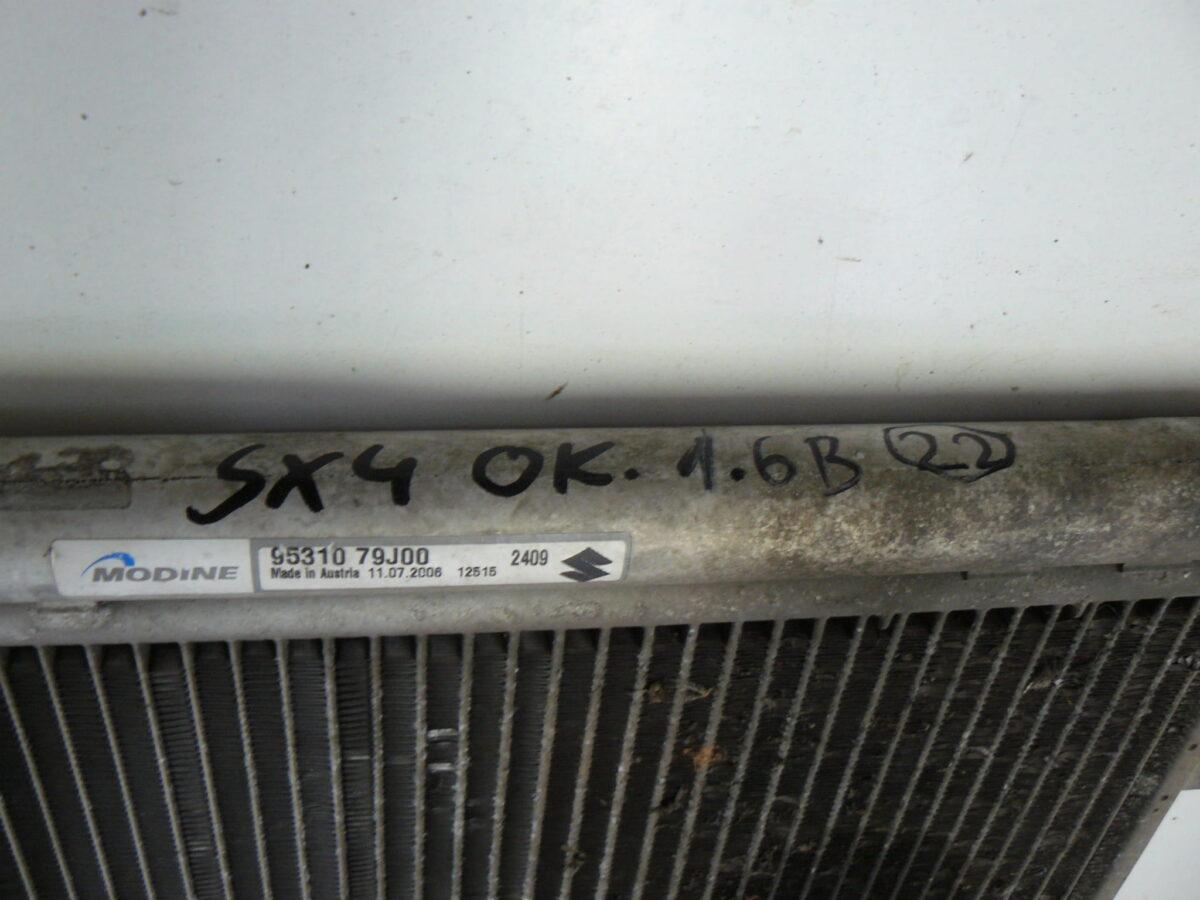 SX4 OK. 1.6B 22
MODINE
95310 79J00 2409
Made in Austria 11.07.2006 12515